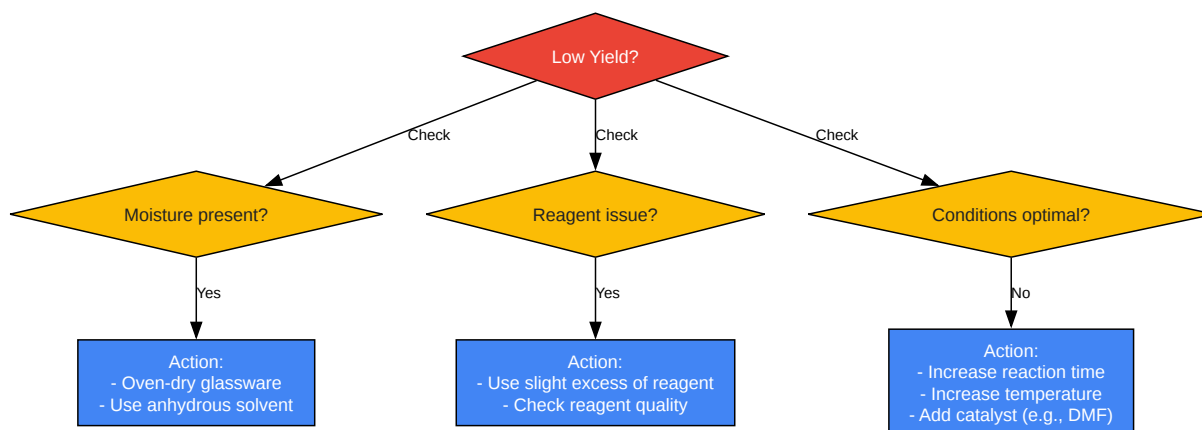 Low Yield?
Check
Check
Check
Moisture present?
Reagent issue?
Conditions optimal?
Yes
Yes
No
Action:
- Oven-dry glassware
- Use anhydrous solvent
Action:
- Use slight excess of reagent
- Check reagent quality
Action:
- Increase reaction time
- Increase temperature
- Add catalyst (e.g., DMF)